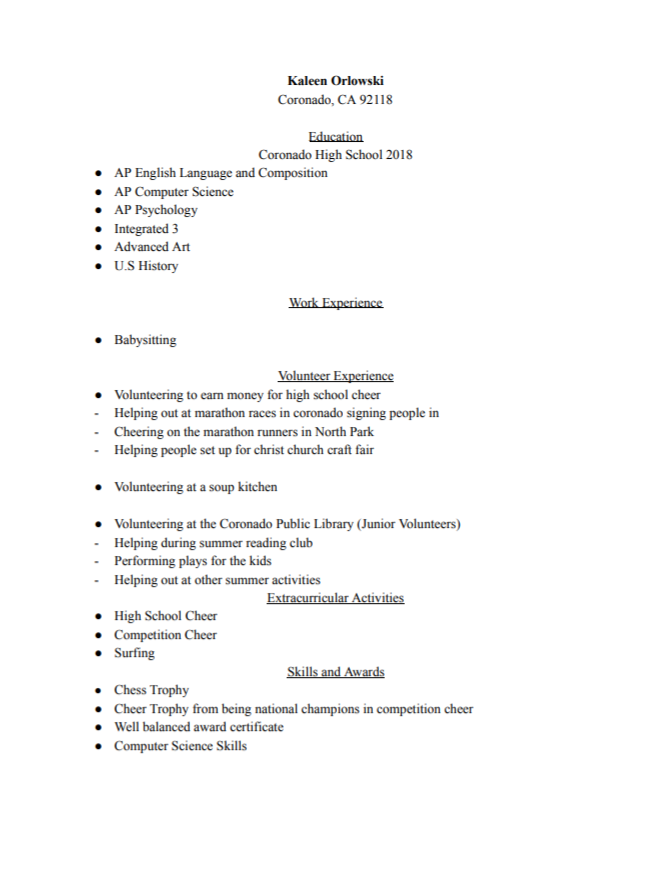 Kaleen Orlowski
Coronado, CA 92118
Education
Coronado High School 2018
● AP English Language and Composition
● AP Computer Science
● AP Psychology
● Integrated 3
● Advanced Art
● U.S History
Work Experience
● Babysitting
Volunteer Experience
● Volunteering to earn money for high school cheer
- Helping out at marathon races in coronado signing people in
- Cheering on the marathon runners in North Park
- Helping people set up for christ church craft fair
● Volunteering at a soup kitchen
● Volunteering at the Coronado Public Library (Junior Volunteers)
- Helping during summer reading club
- Performing plays for the kids
- Helping out at other summer activities
Extracurricular Activities
● High School Cheer
● Competition Cheer
● Surfing
Skills and Awards
● Chess Trophy
● Cheer Trophy from being national champions in competition cheer
● Well balanced award certificate
● Computer Science Skills